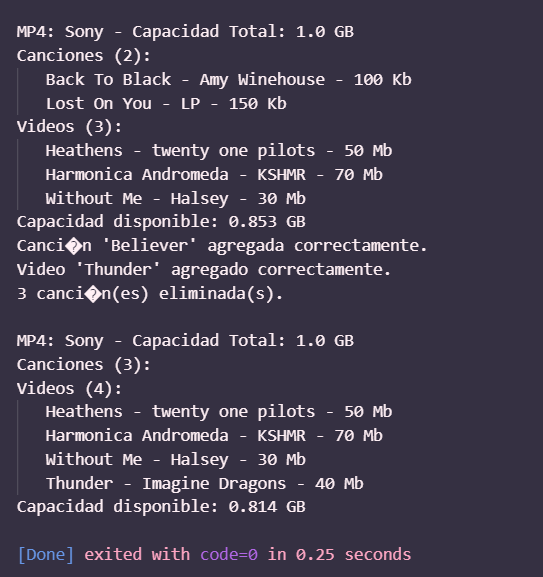 MP4: Sony - Capacidad Total: 1.0 GB
Canciones (2):
Back To Black - Amy Winehouse - 100 Kb
Lost On You - LP - 150 Kb
Videos (3):
Heathens - twenty one pilots - 50 Mb
Harmonica Andromeda - KSHMR - 70 Mb
Without Me - Halsey - 30 Mb
Capacidad disponible: 0.853 GB
Canci�n 'Believer' agregada correctamente.
Video 'Thunder' agregado correctamente.
3 canci�n(es) eliminada(s).
MP4: Sony - Capacidad Total: 1.0 GB
Canciones (3):
Videos (4):
Heathens - twenty one pilots - 50 Mb
Harmonica Andromeda - KSHMR - 70 Mb
Without Me - Halsey - 30 Mb
Thunder - Imagine Dragons - 40 Mb
Capacidad disponible: 0.814 GB
[Done] exited with code=0 in 0.25 seconds